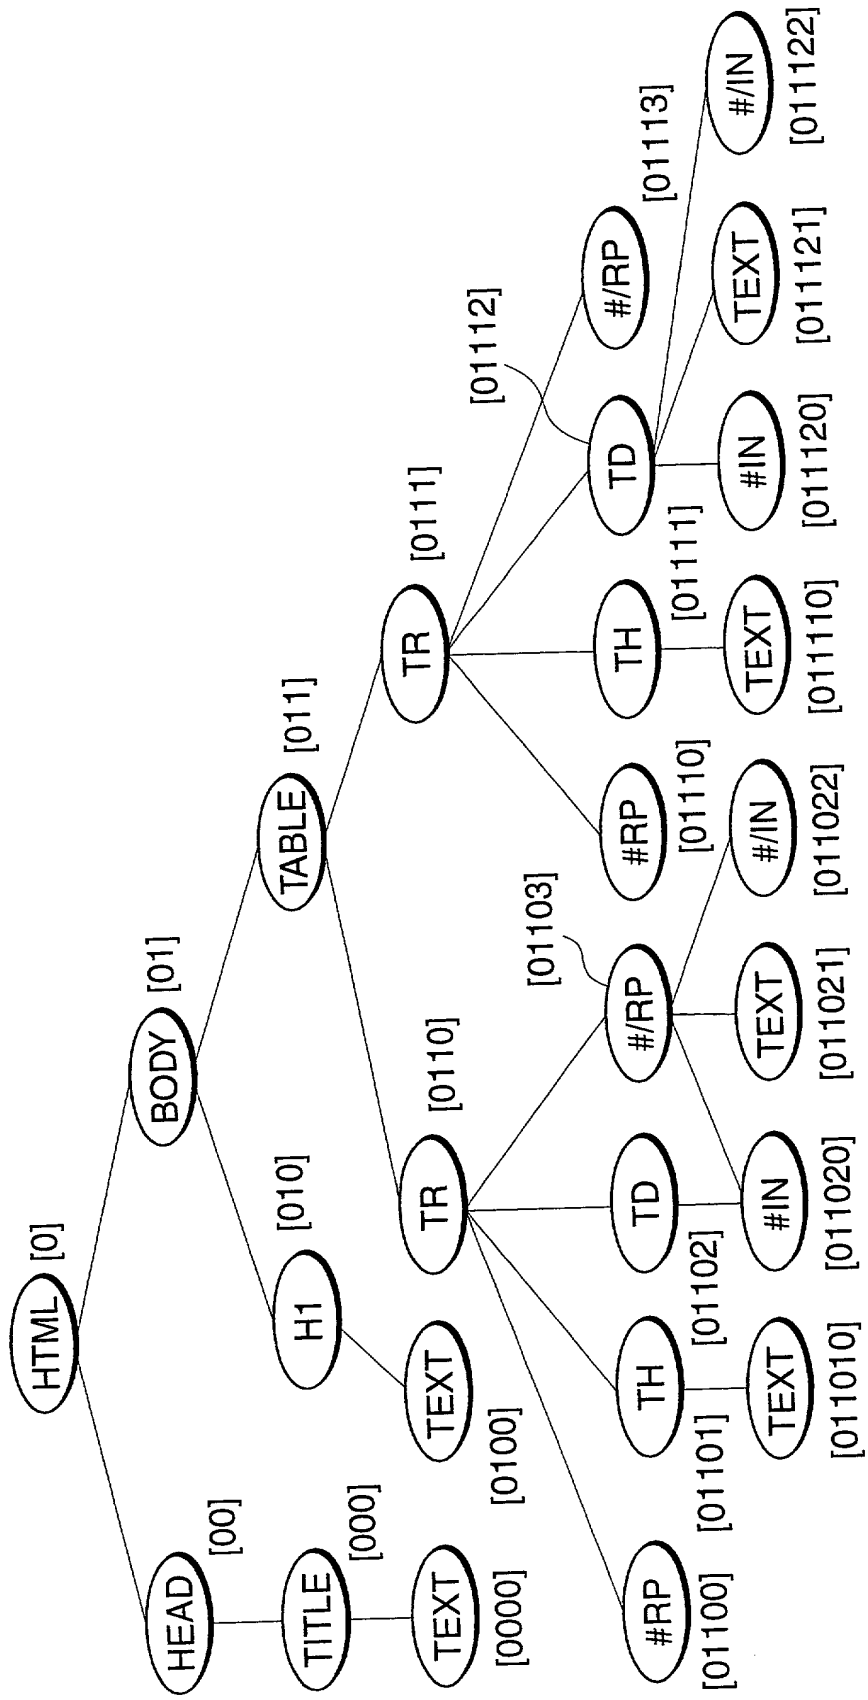 HTML [0]
HEAD [00]
BODY [01]
TITLE [000]
H1 [010]
TABLE [011]
TEXT [0000]
TEXT [0100]
TR [0110]
TR [0111]
#RP [01100]
TH [01101]
TD [01102]
#/RP [01103]
#RP [01110]
TH [01111]
TD [01112]
#/RP [01113]
TEXT [011010]
#IN [011020]
TEXT [011021]
#/IN [011022]
TEXT [011110]
#IN [011120]
TEXT [011121]
#/IN [011122]